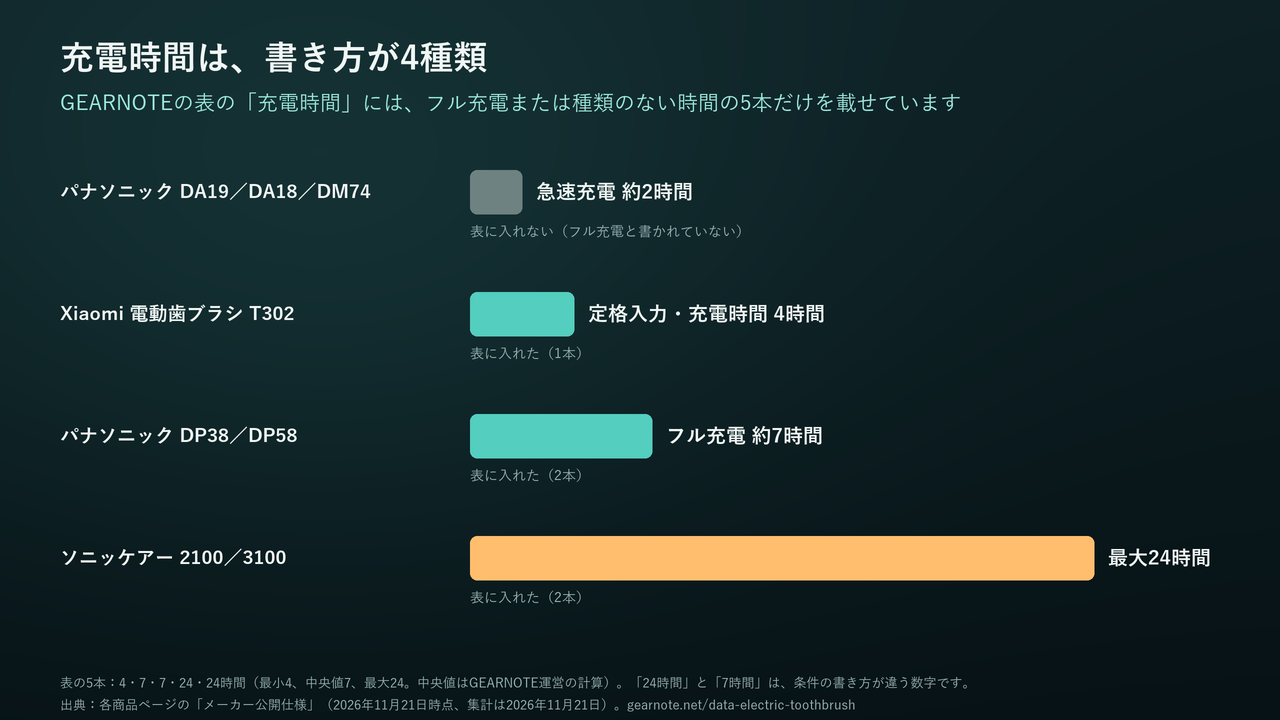 充電時間は、書き方が4種類
GEARNOTEの表の「充電時間」には、フル充電または種類のない時間の5本だけを載せています
パナソニック DA19／DA18／DM74
急速充電 約2時間
表に入れない（フル充電と書かれていない）
Xiaomi 電動歯ブラシ T302
定格入力・充電時間 4時間
表に入れた（1本）
パナソニック DP38／DP58
フル充電 約7時間
表に入れた（2本）
ソニッケアー 2100／3100
最大24時間
表に入れた（2本）
表の5本：4・7・7・24・24時間（最小4、中央値7、最大24。中央値はGEARNOTE運営の計算）。「24時間」と「7時間」は、条件の書き方が違う数字です。
出典：各商品ページの「メーカー公開仕様」（2026年11月21日時点、集計は2026年11月21日）。gearnote.net/data-electric-toothbrush